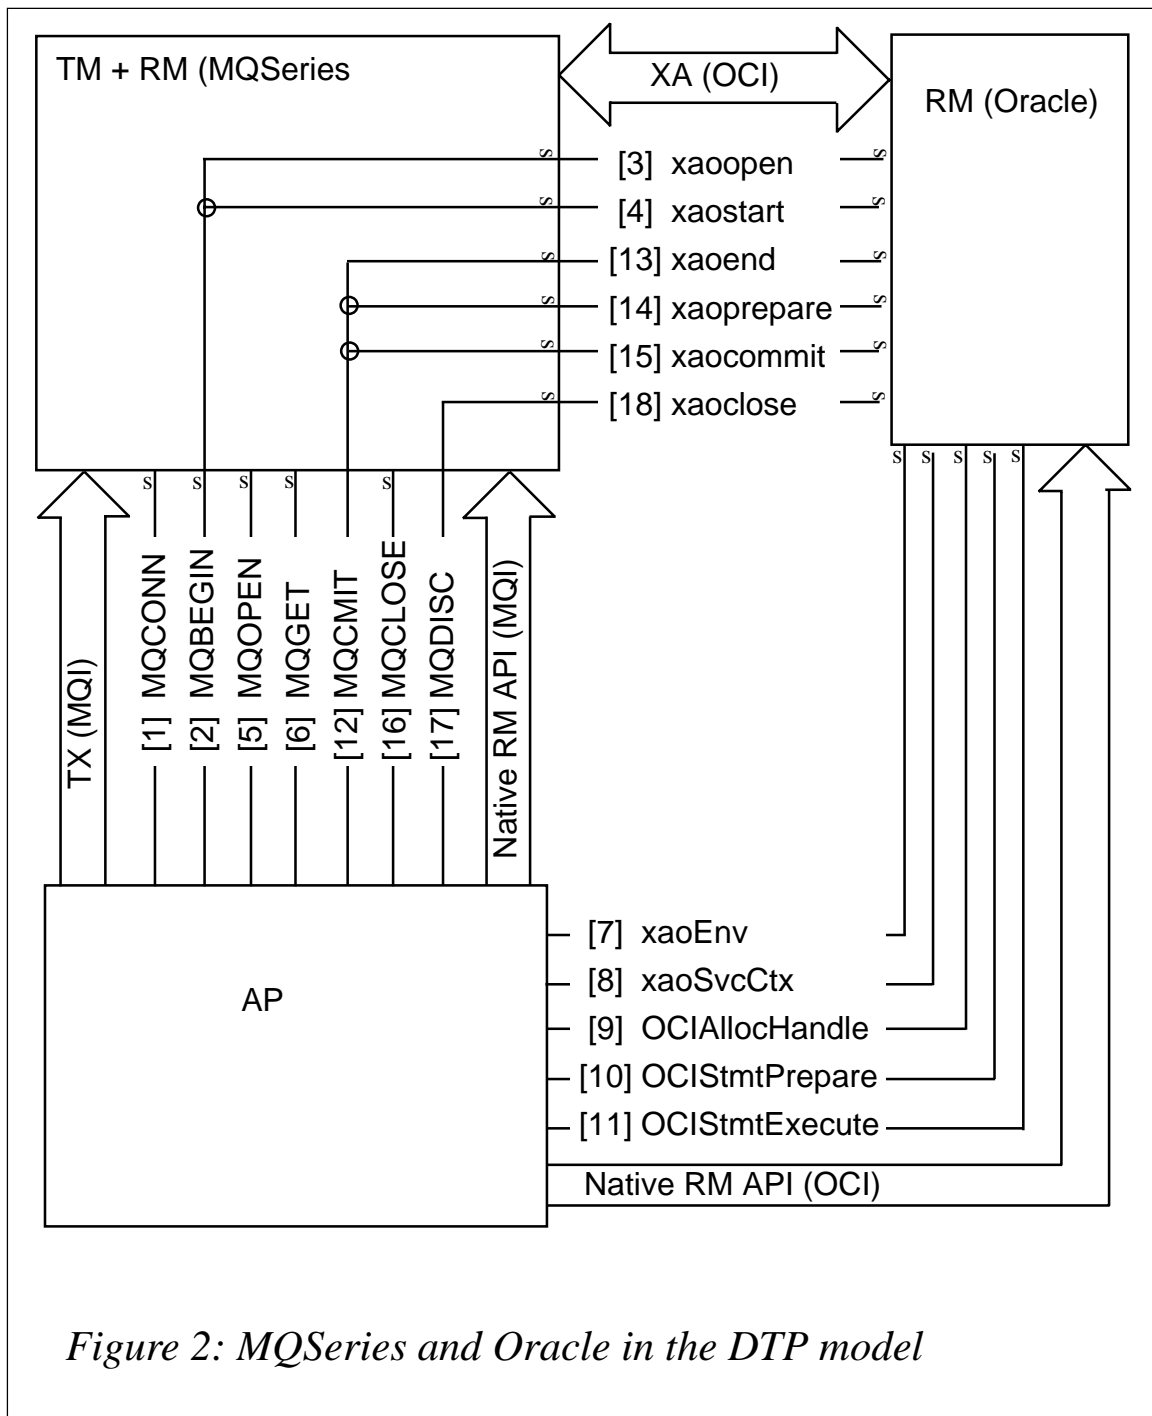 TM + RM (MQSeries
XA (OCI)
RM (Oracle)
s [3] xaoopen s
s [4] xaostart s
s [13] xaoend s
s [14] xaoprepare s
s [15] xaocommit s
s [18] xaoclose s
s s s s s
s s s s s
TX (MQI)
[1] MQCONN
[2] MQBEGIN
[5] MQOPEN
[6] MQGET
[12] MQCMIT
[16] MQCLOSE
[17] MQDISC
Native RM API (MQI)
AP
[7] xaoEnv
[8] xaoSvcCtx
[9] OCIAllocHandle
[10] OCIStmtPrepare
[11] OCIStmtExecute
Native RM API (OCI)
Figure 2: MQSeries and Oracle in the DTP model